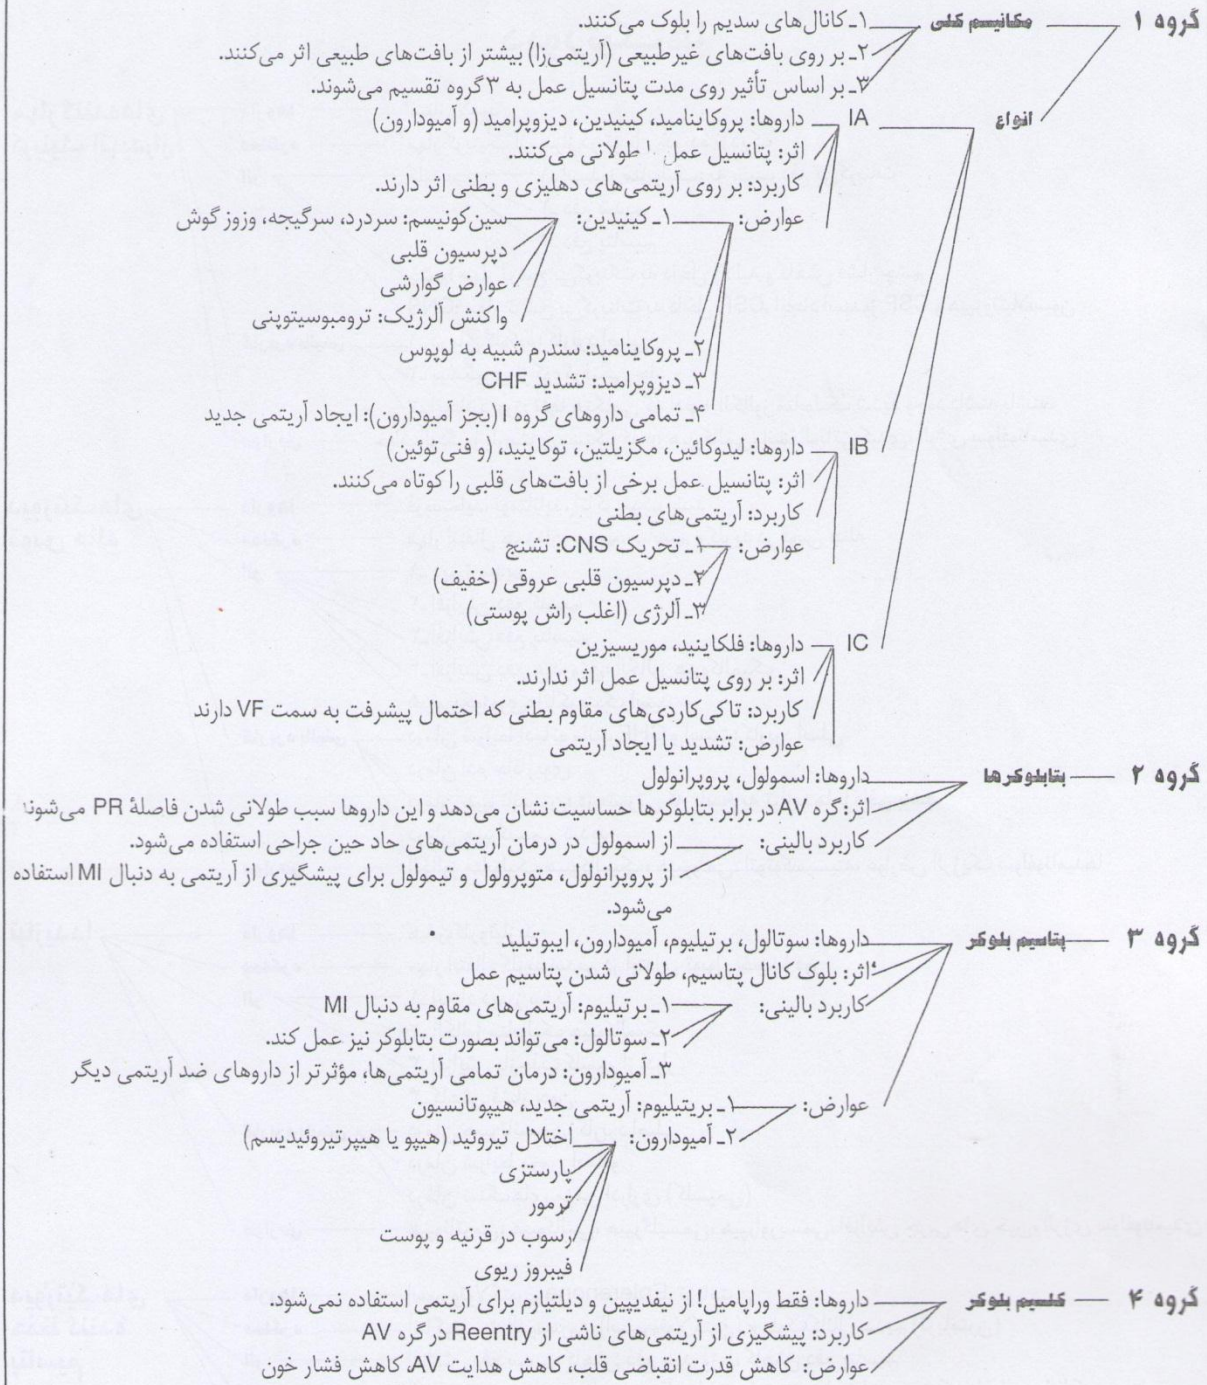 گروه ۱ مکانیسم کلی ۱ـ کانال‌های سدیم را بلوک می‌کنند.
۲ـ بر روی بافت‌های غیرطبیعی (آریتمی‌زا) بیشتر از بافت‌های طبیعی اثر می‌کنند.
۳ـ بر اساس تأثیر روی مدت پتانسیل عمل به ۳ گروه تقسیم می‌شوند.
انواع IA داروها: پروکاینامید، کینیدین، دیزوپرامید (و آمیودارون)
اثر: پتانسیل عمل طولانی می‌کنند.
کاربرد: بر روی آریتمی‌های دهلیزی و بطنی اثر دارند.
عوارض: ۱ـ کینیدین: سین‌کونیسم: سردرد، سرگیجه، وزوز گوش
دپرسیون قلبی
عوارض گوارشی
واکنش آلرژیک: ترومبوسیتوپنی
۲ـ پروکاینامید: سندرم شبیه به لوپوس
۳ـ دیزوپرامید: تشدید CHF
۴ـ تمامی داروهای گروه I (بجز آمیودارون): ایجاد آریتمی جدید
IB داروها: لیدوکائین، مگزیلتین، توکاینید، (و فنی‌توئین)
اثر: پتانسیل عمل برخی از بافت‌های قلبی را کوتاه می‌کنند.
کاربرد: آریتمی‌های بطنی
عوارض: ۱ـ تحریک CNS: تشنج
۲ـ دپرسیون قلبی عروقی (خفیف)
۳ـ آلرژی (اغلب راش پوستی)
IC داروها: فلکاینید، موریسیزین
اثر: بر روی پتانسیل عمل اثر ندارند.
کاربرد: تاکی‌کاردی‌های مقاوم بطنی که احتمال پیشرفت به سمت VF دارند
عوارض: تشدید یا ایجاد آریتمی
گروه ۲ بتابلوکرها داروها: اسمولول، پروپرانولول
اثر: گره AV در برابر بتابلوکرها حساسیت نشان می‌دهد و این داروها سبب طولانی شدن فاصلهٔ PR می‌شوند
کاربرد بالینی: از اسمولول در درمان آریتمی‌های حاد حین جراحی استفاده می‌شود.
از پروپرانولول، متوپرولول و تیمولول برای پیشگیری از آریتمی به دنبال MI استفاده
می‌شود.
گروه ۳ پتاسیم بلوکر داروها: سوتالول، برتیلیوم، آمیودارون، ایبوتیلید
اثر: بلوک کانال پتاسیم، طولانی شدن پتاسیم عمل
کاربرد بالینی: ۱ـ برتیلیوم: آریتمی‌های مقاوم به دنبال MI
۲ـ سوتالول: می‌تواند بصورت بتابلوکر نیز عمل کند.
۳ـ آمیودارون: درمان تمامی آریتمی‌ها، مؤثرتر از داروهای ضد آریتمی دیگر
عوارض: ۱ـ بریتیلیوم: آریتمی جدید، هیپوتانسیون
۲ـ آمیودارون: اختلال تیروئید (هیپو یا هیپرتیروئیدیسم)
پارستزی
ترمور
رسوب در قرنیه و پوست
فیبروز ریوی
گروه ۴ کلسیم بلوکر داروها: فقط وراپامیل! از نیفدیپین و دیلتیازم برای آریتمی استفاده نمی‌شود.
کاربرد: پیشگیری از آریتمی‌های ناشی از Reentry در گره AV
عوارض: کاهش قدرت انقباضی قلب، کاهش هدایت AV، کاهش فشار خون